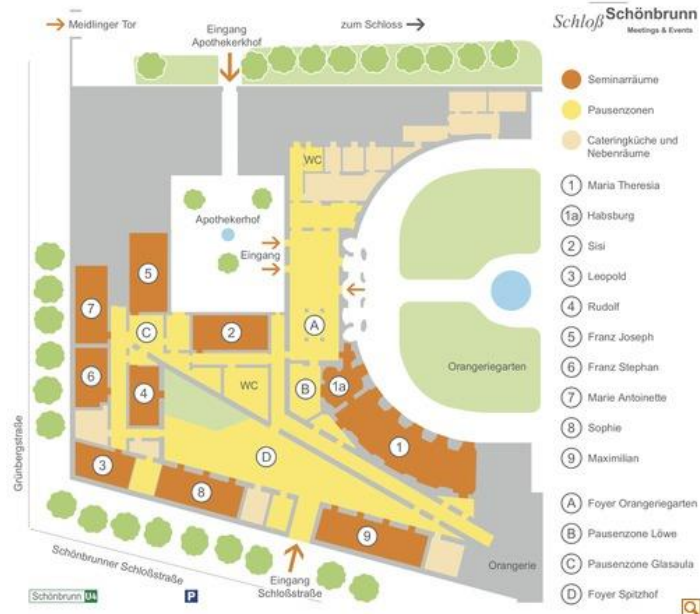 Meidlinger Tor
Eingang
Apothekerhof
zum Schloss
Schloß Schönbrunn
Meetings & Events
Seminarräume
Pausenzonen
Cateringküche und
Nebenräume
1 Maria Theresia
1a Habsburg
2 Sisi
3 Leopold
4 Rudolf
5 Franz Joseph
6 Franz Stephan
7 Marie Antoinette
8 Sophie
9 Maximilian
A Foyer Orangeriegarten
B Pausenzone Löwe
C Pausenzone Glasaula
D Foyer Spitzhof
WC
Apothekerhof
Eingang
5
7
C
2
A
6
4
WC
B
1a
Orangeriegarten
1
D
3
8
9
Grünbergstraße
Schönbrunner Schloßstraße
Eingang
Schloßstraße
Orangerie
Schönbrunn U4
P